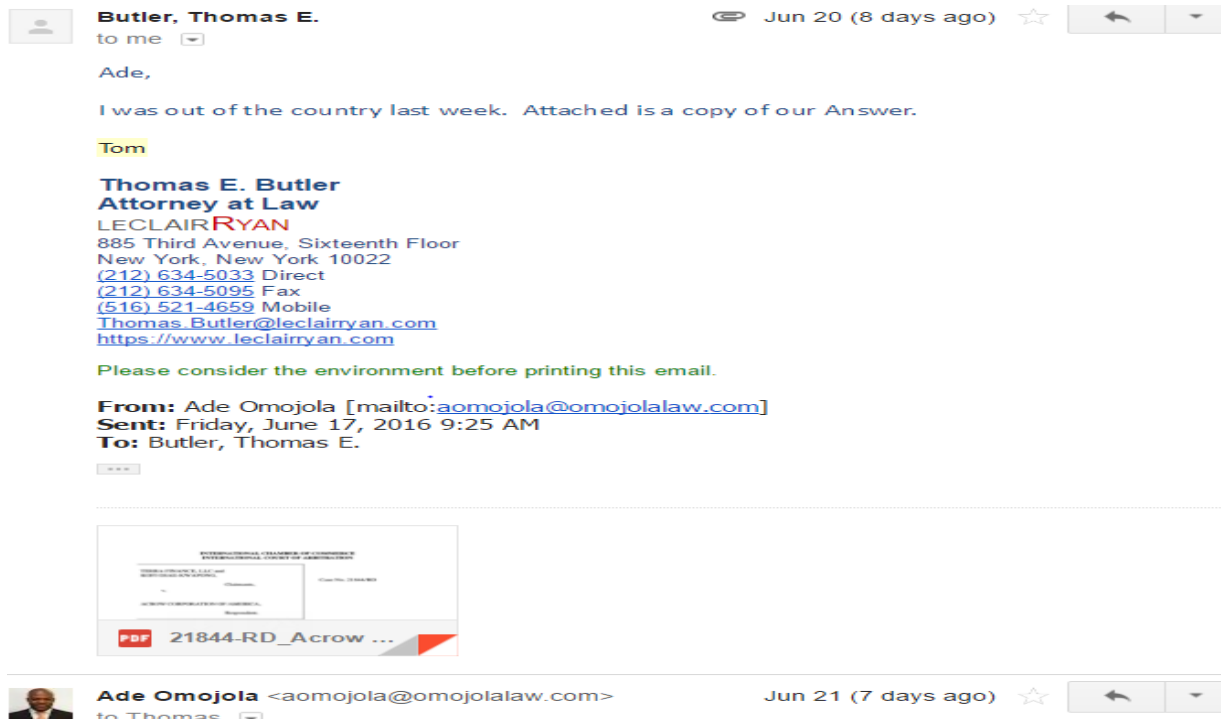 Butler, Thomas E. Jun 20 (8 days ago)
to me
Ade,
I was out of the country last week. Attached is a copy of our Answer.
Tom
Thomas E. Butler
Attorney at Law
LECLAIRRYAN
885 Third Avenue, Sixteenth Floor
New York, New York 10022
(212) 634-5033 Direct
(212) 634-5095 Fax
(516) 521-4659 Mobile
Thomas.Butler@leclairryan.com
https://www.leclairryan.com
Please consider the environment before printing this email.
From: Ade Omojola [mailto:aomojola@omojolalaw.com]
Sent: Friday, June 17, 2016 9:25 AM
To: Butler, Thomas E.
INTERNATIONAL CHAMBER OF COMMERCE
INTERNATIONAL COURT OF ARBITRATION
Claimants,
ACROW CORPORATION OF AMERICA,
Respondent.
PDF 21844-RD_Acrow ...
Ade Omojola <aomojola@omojolalaw.com> Jun 21 (7 days ago)
to Thomas